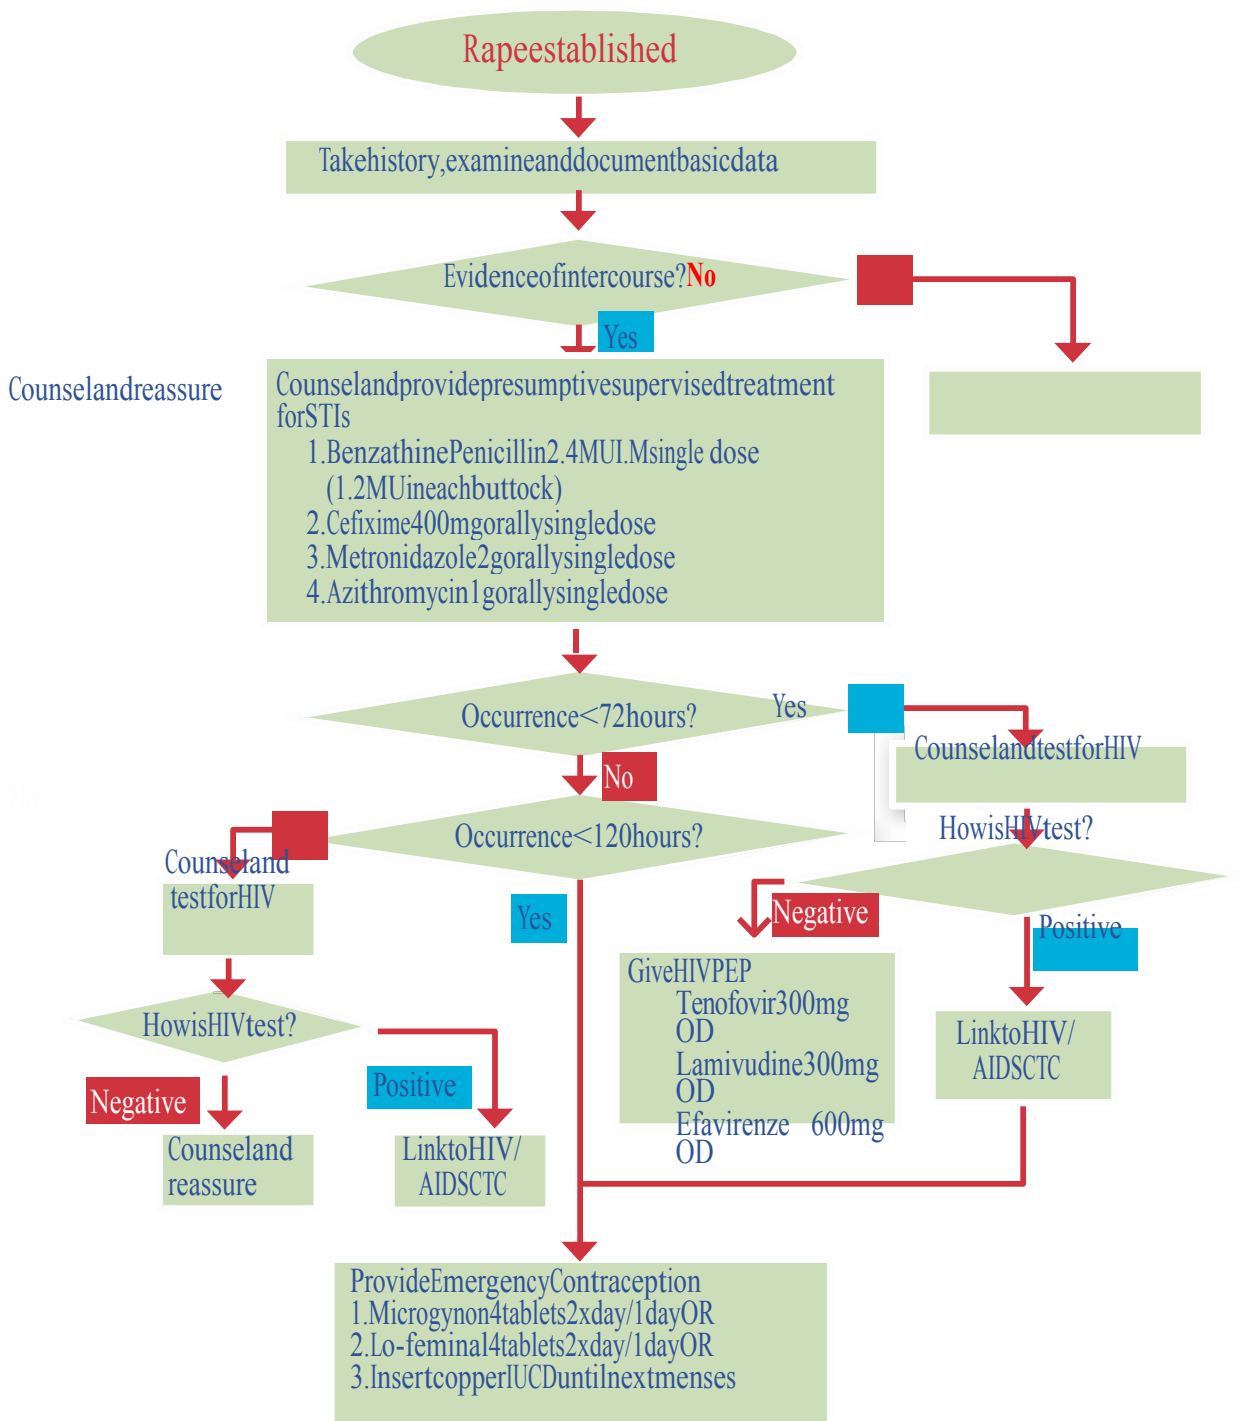 Rapeestablished
Takehistory,examineanddocumentbasicdata
Evidenceofintercourse?No
Yes
Counselandreassure
Counselandprovidepresumptivesupervisedtreatment
forSTIs
1.BenzathinePenicillin2.4MUI.Msingle dose
(1.2MUineachbuttock)
2.Cefixime400mgorallysingledose
3.Metronidazole2gorallysingledose
4.Azithromycin1gorallysingledose
Occurrence<72hours?
Yes
CounselandtestforHIV
No
Occurrence<120hours?
HowisHIVtest?
Counseland
testforHIV
Yes
Negative
Positive
GiveHIVPEP
Tenofovir300mg
OD
Lamivudine300mg
OD
Efavirenze 600mg
OD
LinktoHIV/
AIDSCTC
HowisHIVtest?
Negative
Positive
Counseland
reassure
LinktoHIV/
AIDSCTC
ProvideEmergencyContraception
1.Microgynon4tablets2xday/1dayOR
2.Lo-feminal4tablets2xday/1dayOR
3.InsertcopperIUCDuntilnextmenses